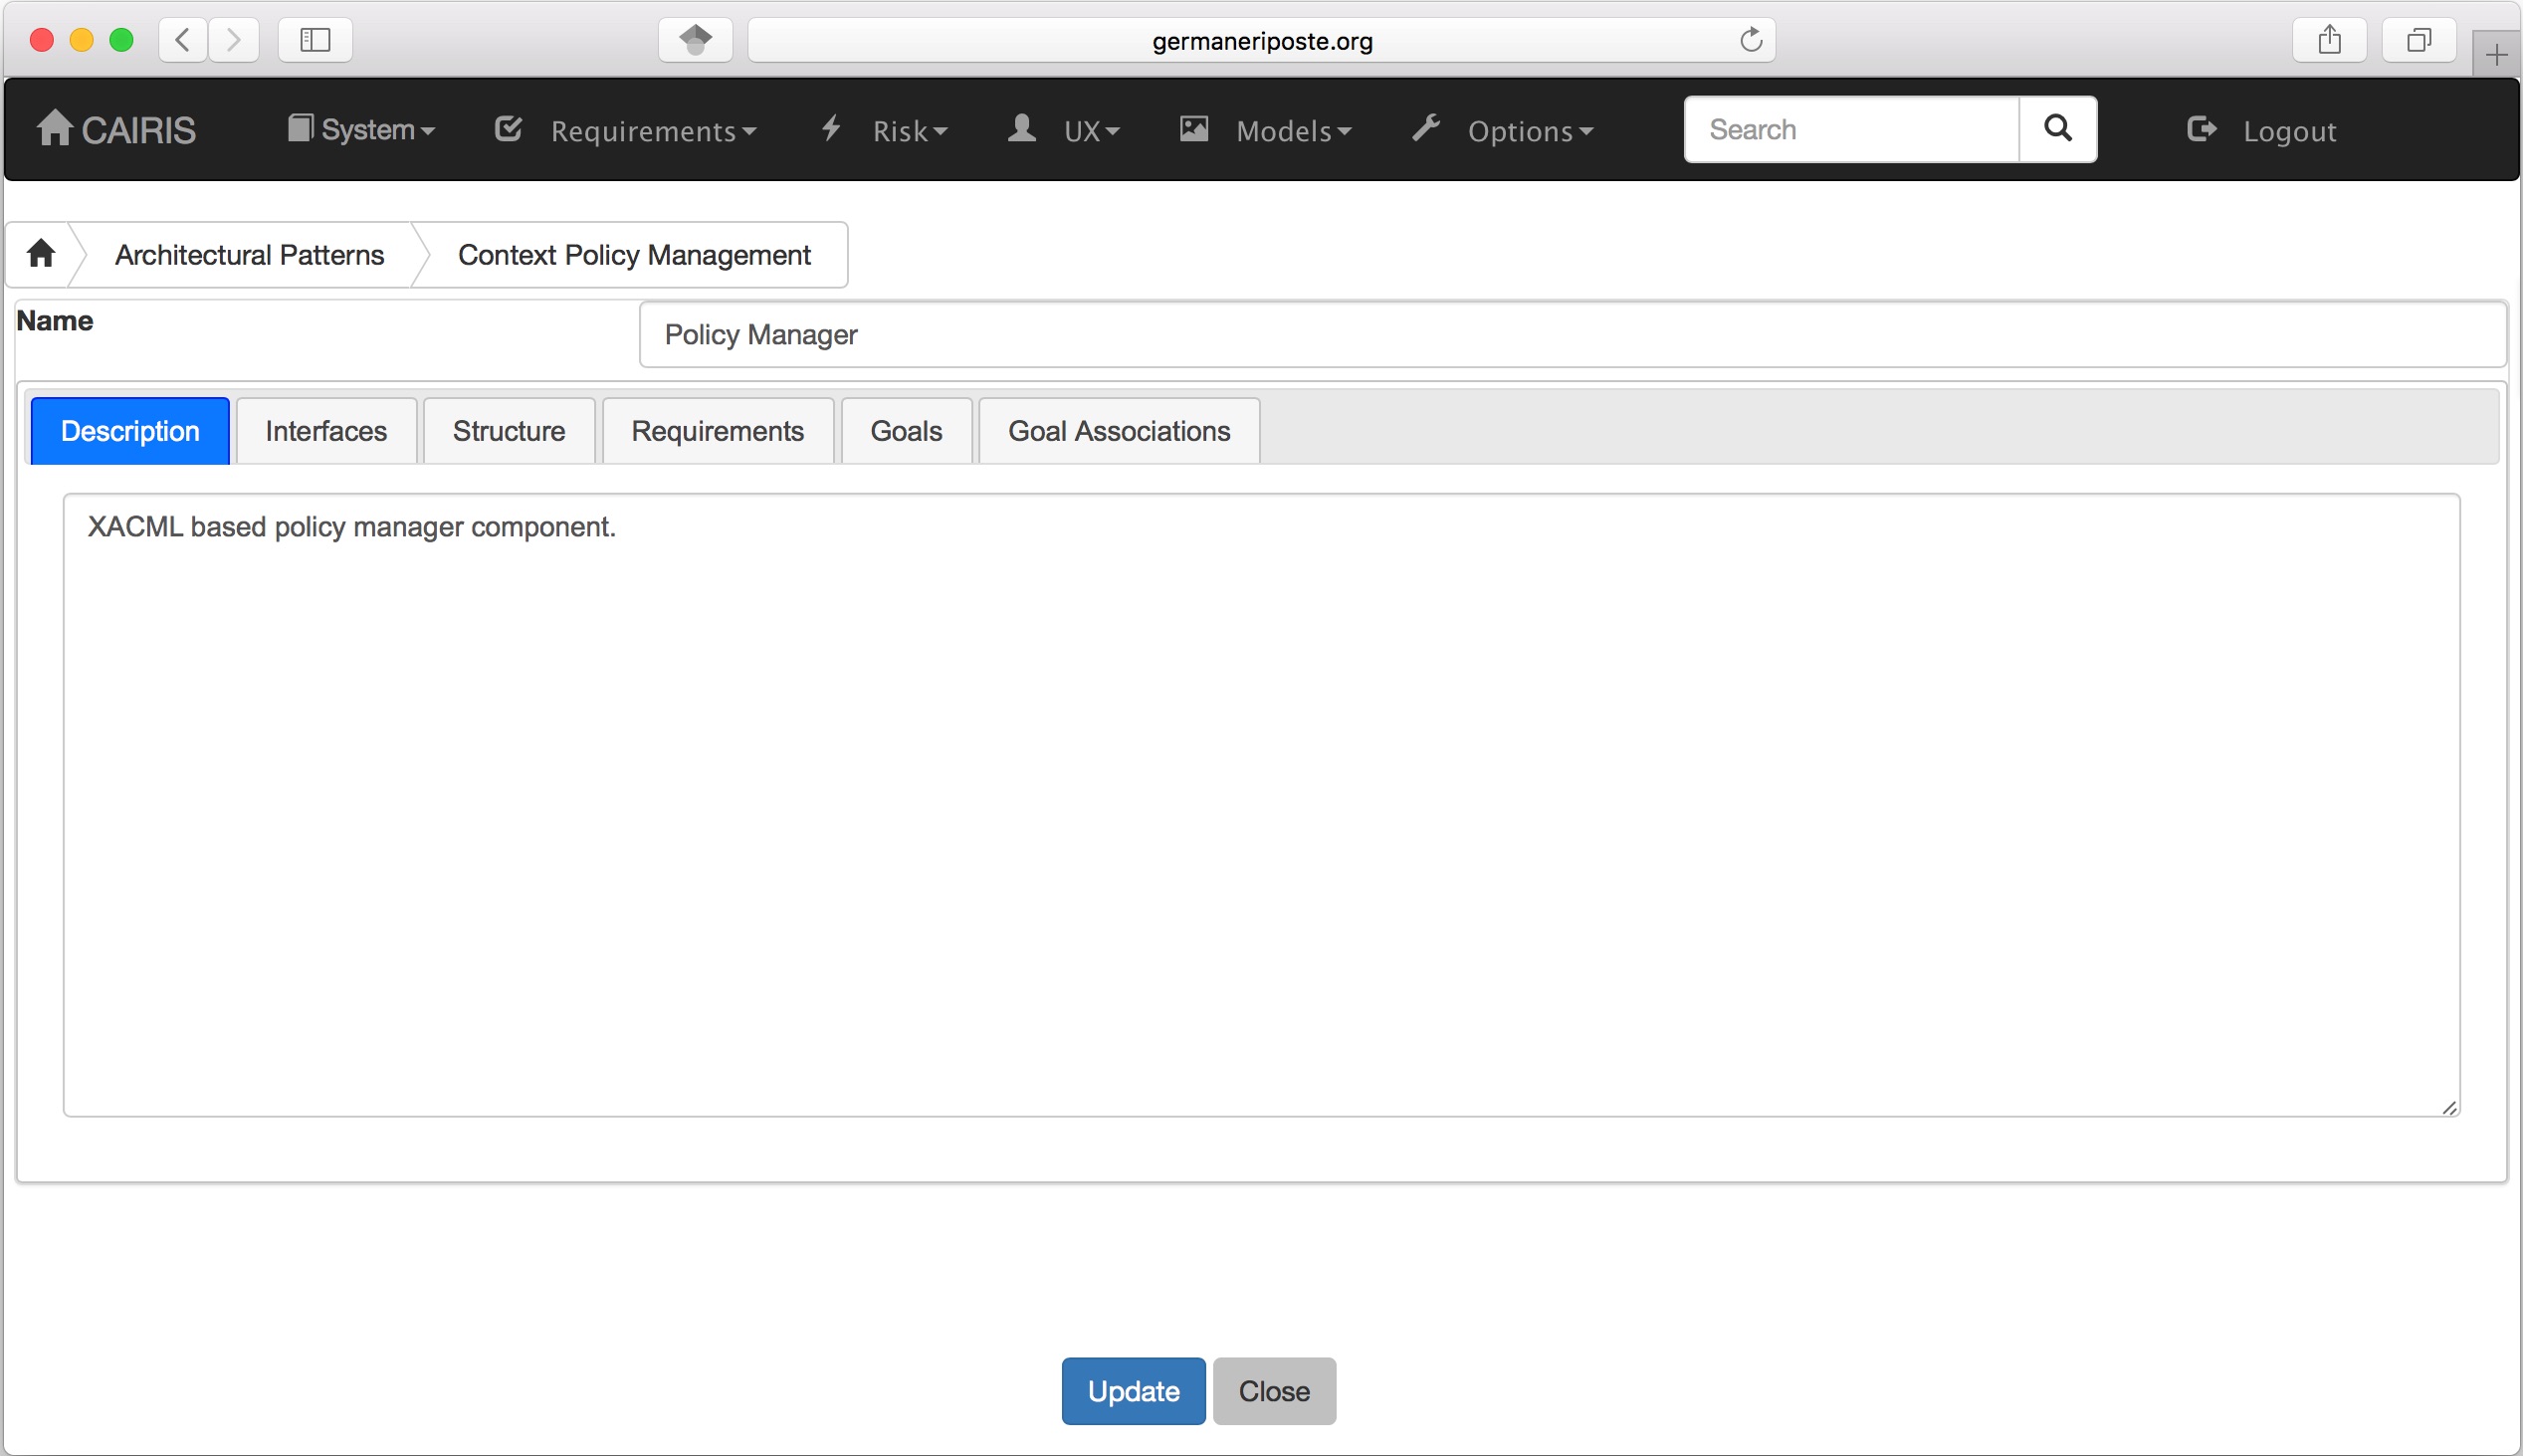 germaneriposte.org
CAIRIS System Requirements Risk UX Models Options Search Logout
Architectural Patterns Context Policy Management
Name Policy Manager
Description Interfaces Structure Requirements Goals Goal Associations
XACML based policy manager component.
Update Close